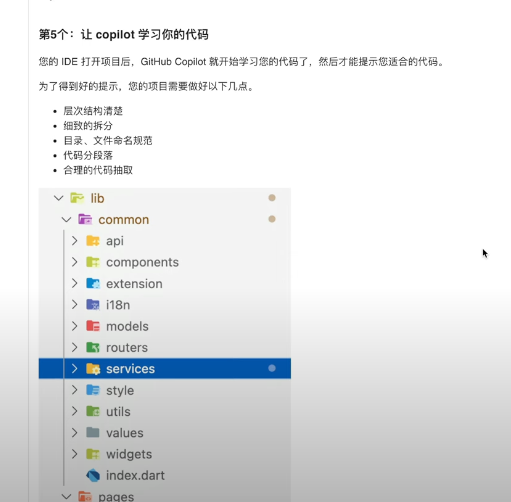 第5个：让 copilot 学习你的代码
您的 IDE 打开项目后，GitHub Copilot 就开始学习您的代码了，然后才能提示您适合的代码。
为了得到好的提示，您的项目需要做好以下几点。
层次结构清楚
细致的拆分
目录、文件命名规范
代码分段落
合理的代码抽取
lib
common
api
components
extension
i18n
models
routers
services
style
utils
values
widgets
index.dart
pages